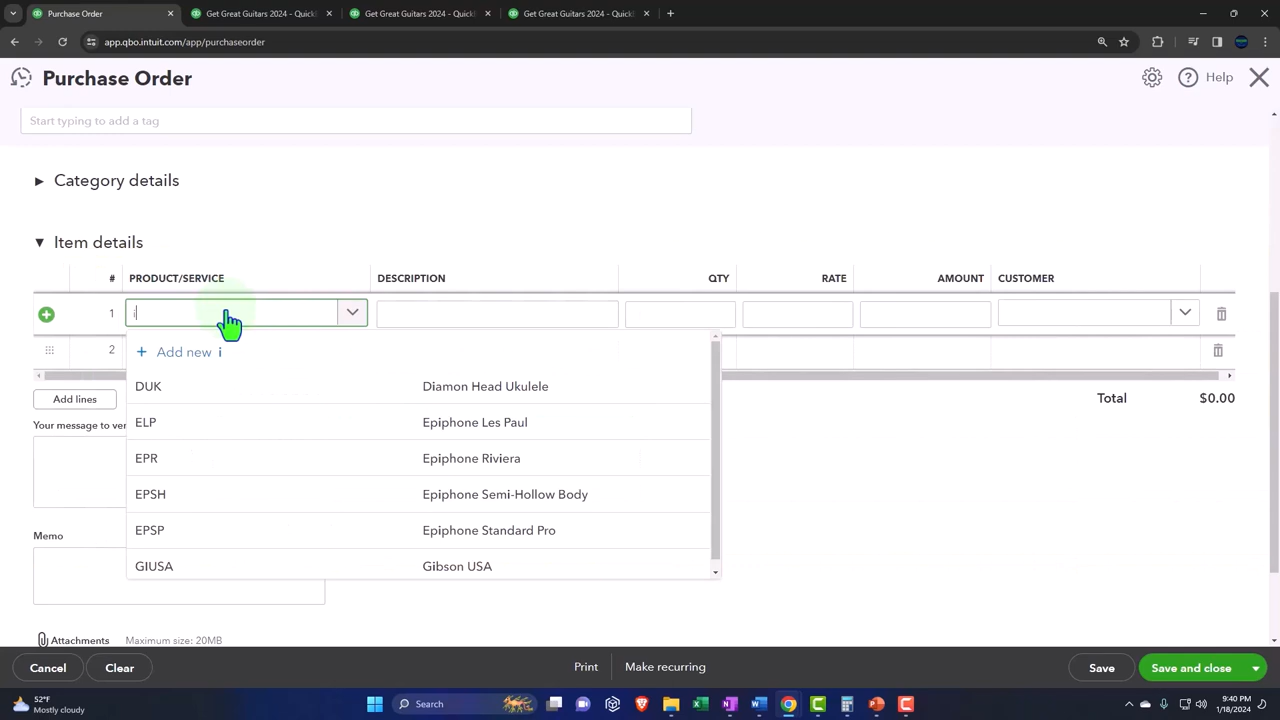 Purchase Order
Get Great Guitars 2024 – QuickB
Get Great Guitars 2024 – QuickB
Get Great Guitars 2024 – QuickB
app.qbo.intuit.com/app/purchaseorder
Purchase Order
Help
Start typing to add a tag
Category details
Item details
# PRODUCT/SERVICE DESCRIPTION QTY RATE AMOUNT CUSTOMER
1 i
2
+ Add new i
DUK Diamon Head Ukulele
ELP Epiphone Les Paul
EPR Epiphone Riviera
EPSH Epiphone Semi-Hollow Body
EPSP Epiphone Standard Pro
GIUSA Gibson USA
Add lines
Total $0.00
Your message to ver
Memo
Attachments Maximum size: 20MB
Cancel Clear Print Make recurring Save Save and close
52°F
Mostly cloudy
Search
9:40 PM
1/18/2024